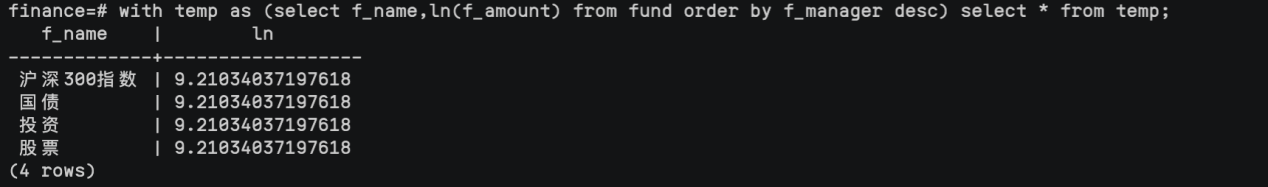 finance=# with temp as (select f_name,ln(f_amount) from fund order by f_manager desc) select * from temp;
   f_name    |        ln
-------------+------------------
 沪深300指数 | 9.21034037197618
 国债        | 9.21034037197618
 投资        | 9.21034037197618
 股票        | 9.21034037197618
(4 rows)